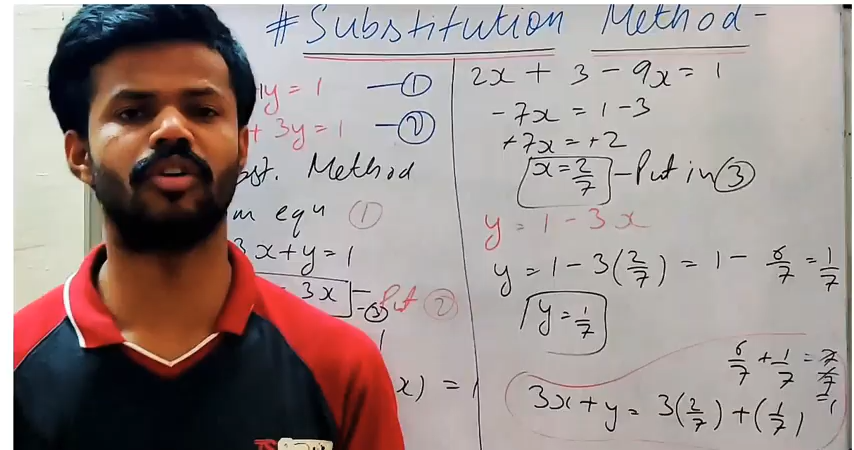 # Substitution Method -
y = 1 — ①
+ 3y = 1 — ②
Method
equ ①
3x + y = 1
3x — ③ Put ②
1
x) = 1
2x + 3 - 9x = 1
- 7x = 1 - 3
+7x = +2
x = 2/7 — Put in ③
y = 1 - 3x
y = 1 - 3(2/7) = 1 - 6/7 = 1/7
y = 1/7
6/7 + 1/7 = 7/7
= 1
3x + y = 3(2/7) + (1/7)